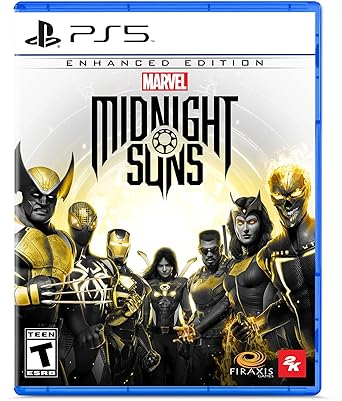 PS5
ENHANCED EDITION
MARVEL
MIDNIGHT
SUNS
TEEN
T
ESRB
FIRAXIS
GAMES
2K